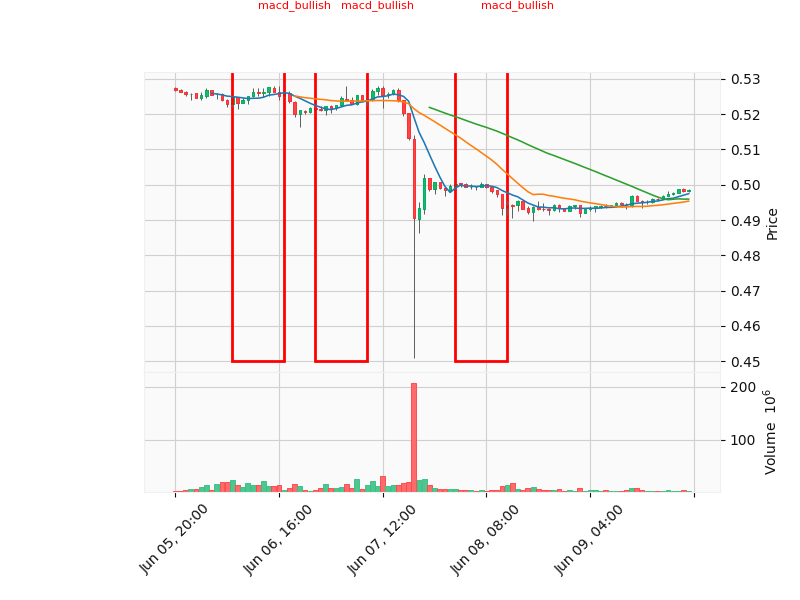 macd_bullish macd_bullish macd_bullish
0.53
0.52
0.51
0.50
0.49
0.48
0.47
0.46
0.45
Price
200
100
Volume 10^6
Jun 05, 20:00
Jun 06, 16:00
Jun 07, 12:00
Jun 08, 08:00
Jun 09, 04:00